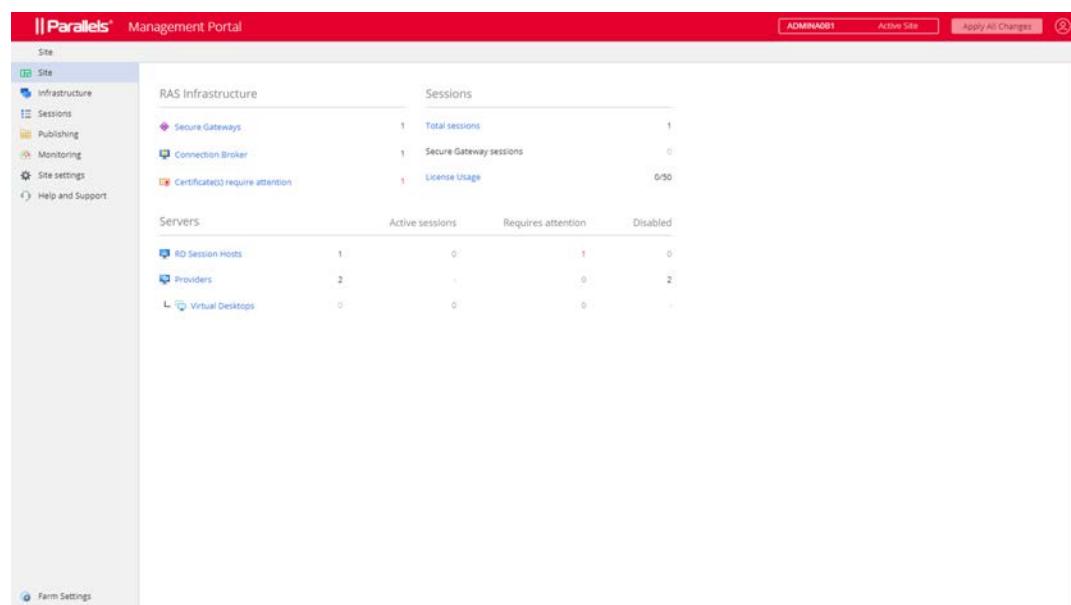 || Parallels® Management Portal ADMINA0B1 Active Site Apply All Changes
Site
Site
Infrastructure
Sessions
Publishing
Monitoring
Site settings
Help and Support
Farm Settings
RAS Infrastructure
Secure Gateways 1
Connection Broker 1
Certificate(s) require attention 1
Sessions
Total sessions 1
Secure Gateway sessions 0
License Usage 0/50
Servers Active sessions Requires attention Disabled
RD Session Hosts 1 0 1 0
Providers 2 - 0 2
Virtual Desktops 0 0 0 -